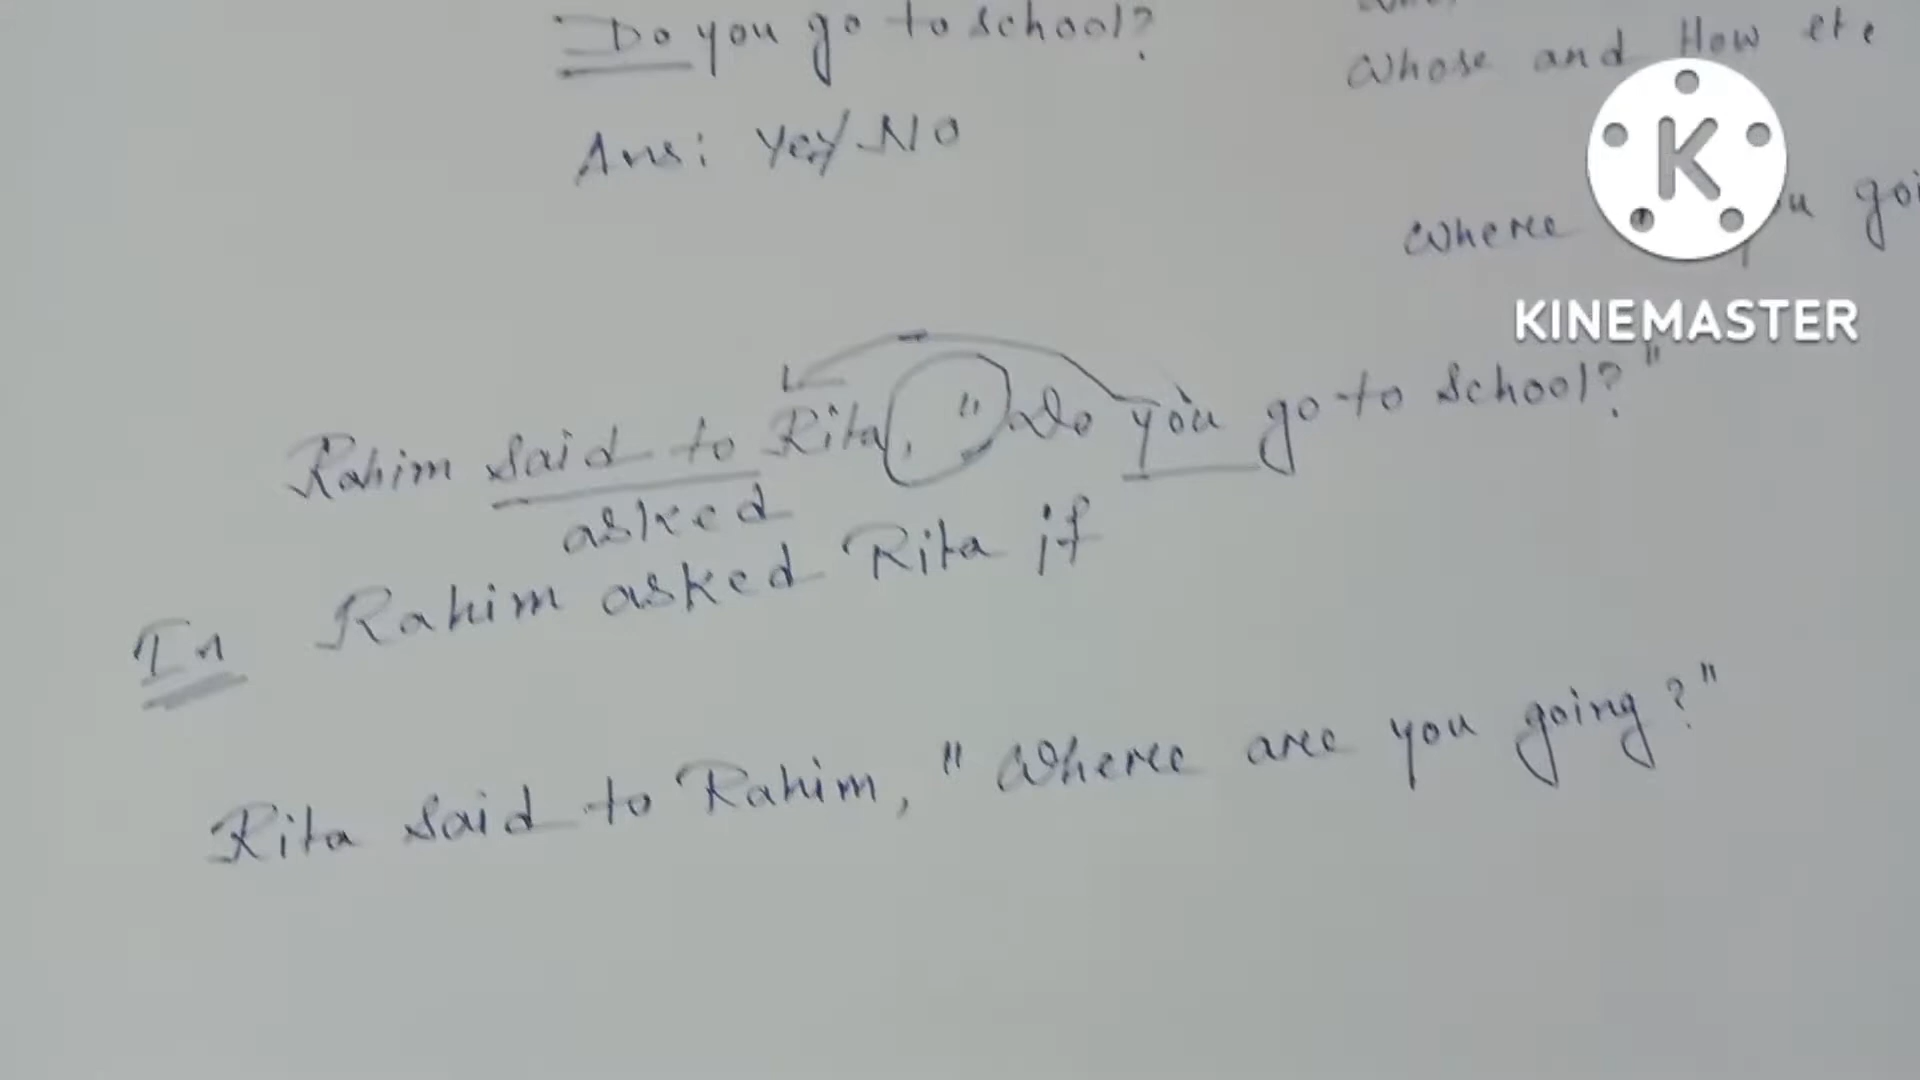 Do you go to school?
Whose and How etc
Ans: Yes/No
Where
KINEMASTER
Rahim said to Rita, "Do you go to school?"
asked
In Rahim asked Rita if
Rita said to Rahim, "Where are you going?"